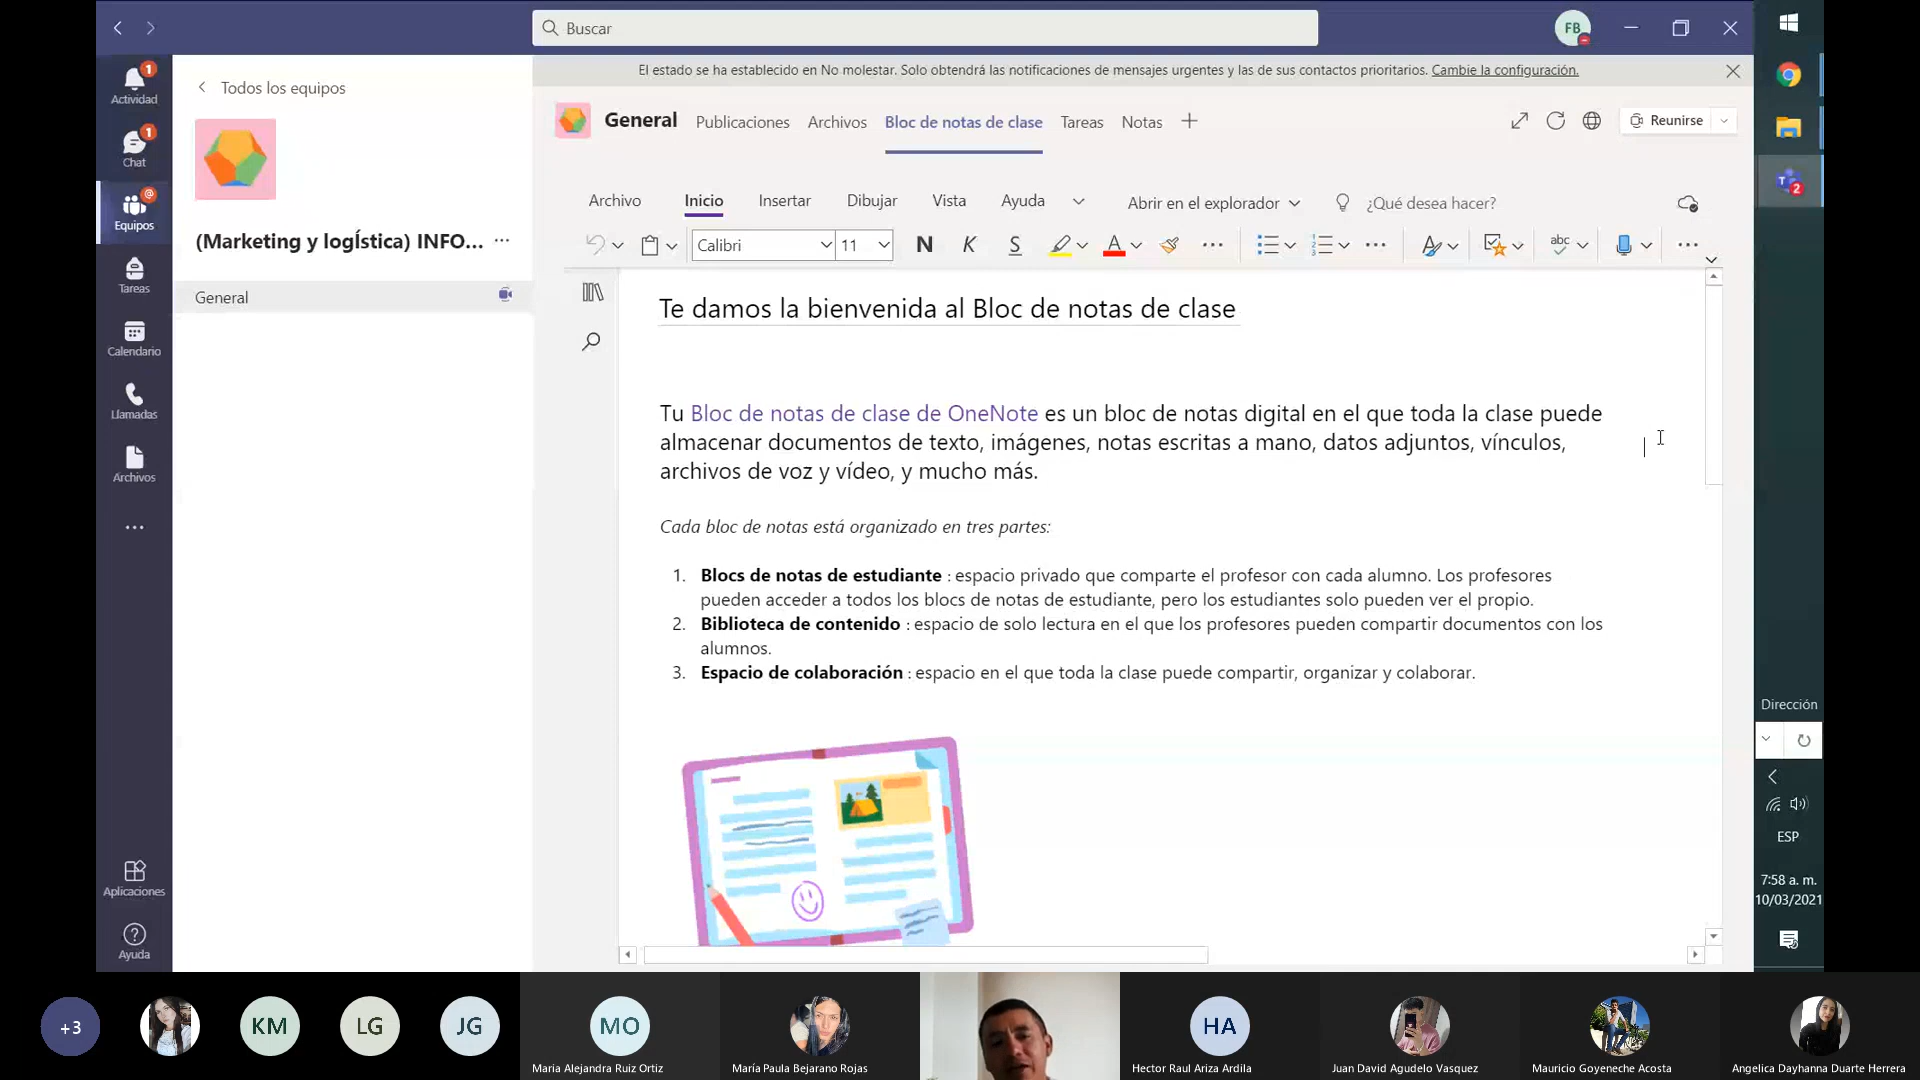 Buscar
FB
El estado se ha establecido en No molestar. Solo obtendrá las notificaciones de mensajes urgentes y las de sus contactos prioritarios. Cambie la configuración.
1
Actividad
1
Chat
@
Equipos
Tareas
Calendario
Llamadas
Archivos
Aplicaciones
Ayuda
Todos los equipos
(Marketing y logÍstica) INFO...
General
General
Publicaciones
Archivos
Bloc de notas de clase
Tareas
Notas
Reunirse
Archivo
Inicio
Insertar
Dibujar
Vista
Ayuda
Abrir en el explorador
¿Qué desea hacer?
Calibri
11
N
K
S
A
abc
Te damos la bienvenida al Bloc de notas de clase
Tu Bloc de notas de clase de OneNote es un bloc de notas digital en el que toda la clase puede
almacenar documentos de texto, imágenes, notas escritas a mano, datos adjuntos, vínculos,
archivos de voz y vídeo, y mucho más.
Cada bloc de notas está organizado en tres partes:
1. Blocs de notas de estudiante : espacio privado que comparte el profesor con cada alumno. Los profesores
pueden acceder a todos los blocs de notas de estudiante, pero los estudiantes solo pueden ver el propio.
2. Biblioteca de contenido : espacio de solo lectura en el que los profesores pueden compartir documentos con los
alumnos.
3. Espacio de colaboración : espacio en el que toda la clase puede compartir, organizar y colaborar.
T
2
Dirección
ESP
7:58 a. m.
10/03/2021
+3
KM
LG
JG
MO
Maria Alejandra Ruiz Ortiz
María Paula Bejarano Rojas
HA
Hector Raul Ariza Ardila
Juan David Agudelo Vasquez
Mauricio Goyeneche Acosta
Angelica Dayhanna Duarte Herrera